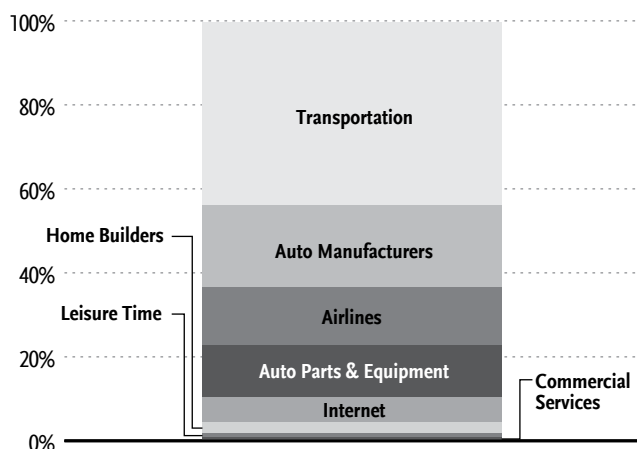 100%
Transportation
80%
60%
Home Builders
Auto Manufacturers
40%
Leisure Time
Airlines
20%
Auto Parts & Equipment
Commercial
Services
Internet
0%